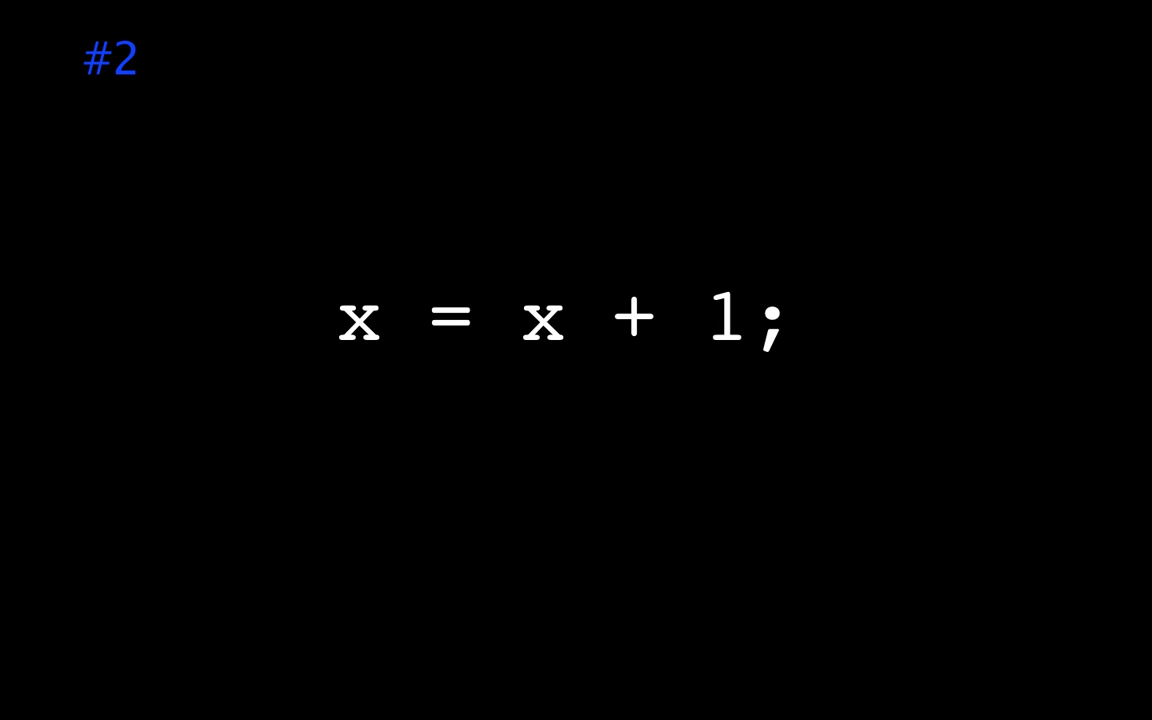 #2
x = x + 1;